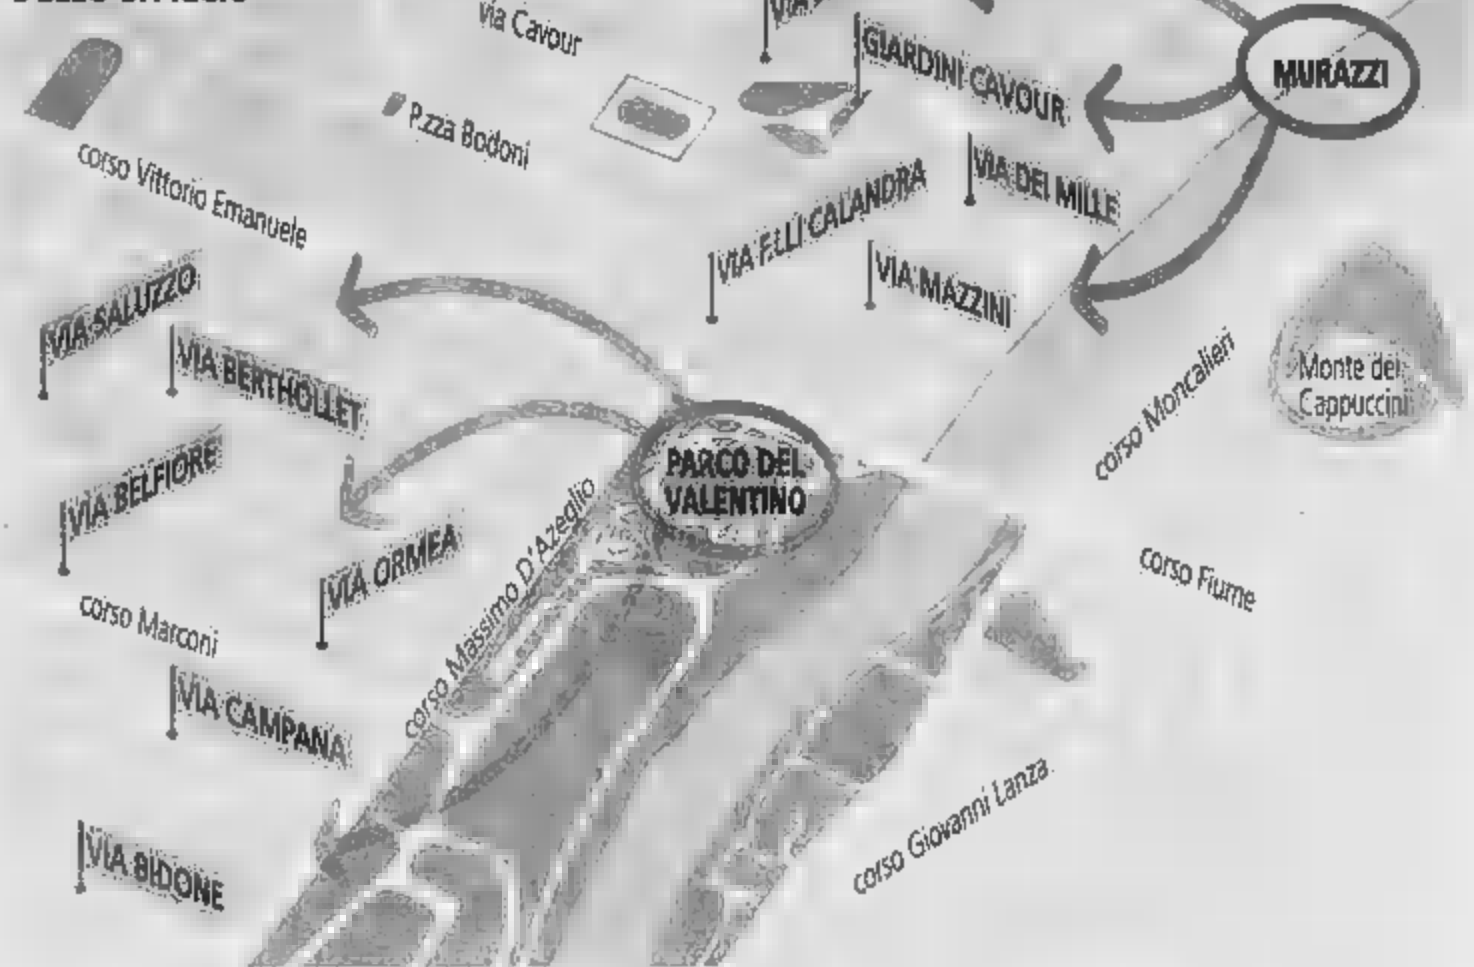 via Cavour
GIARDINI CAVOUR
MURAZZI
P.zza Bodoni
corso Vittorio Emanuele
VIA DEI MILLE
VIA F.LLI CALANDRA
VIA MAZZINI
VIA SALUZZO
VIA BERTHOLLET
corso Moncalieri
Monte dei
Cappuccini
VIA BELFIORE
PARCO DEL
VALENTINO
VIA ORMEA
corso Massimo D'Azeglio
corso Fiume
corso Marconi
VIA CAMPANA
corso Giovanni Lanza
VIA BIDONE